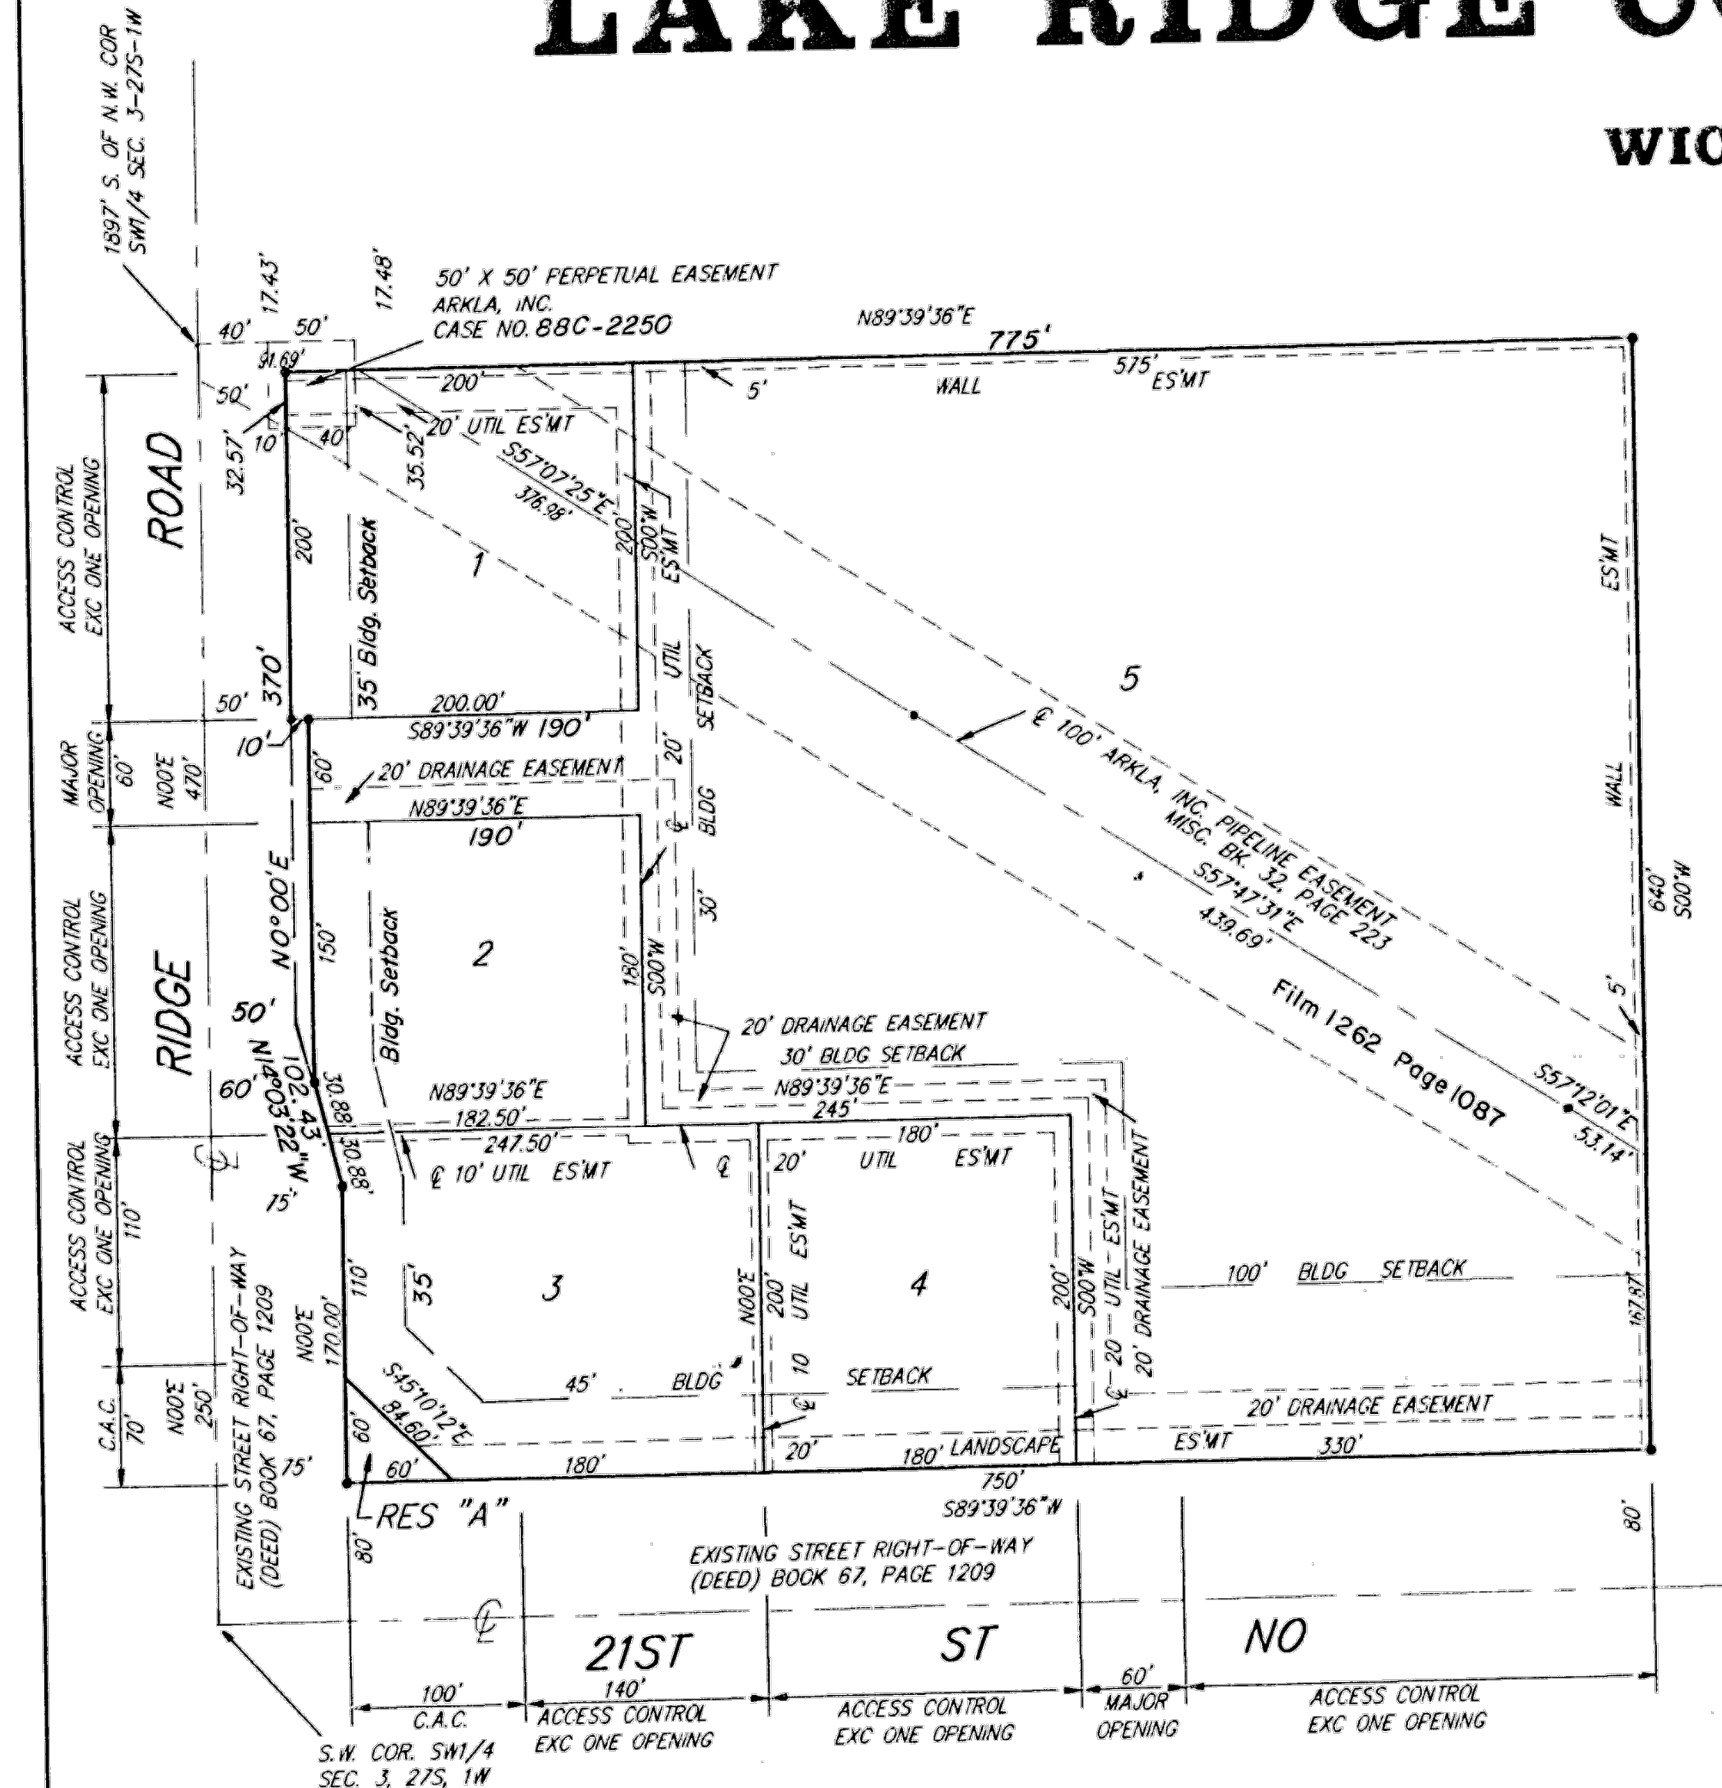 LAKE RIDGE
WIC
1897' S. OF N.W. COR
SW1/4 SEC. 3-27S-1W
17.43'
17.48'
50' X 50' PERPETUAL EASEMENT
ARKLA, INC.
CASE NO. 88C-2250
N89°39'36"E
775'
40'
50'
91.69'
200'
5'
WALL
575'
ES'MT
50'
10'
40'
20' UTIL ES'MT
32.57'
35.52'
S57°07'25"E
376.98'
ACCESS CONTROL
EXC ONE OPENING
ROAD
200'
35' Bldg. Setback
1
200'
S00°W
ES'MT
ES'MT
370'
50'
200.00'
S89°39'36"W 190'
10'
UTIL
SETBACK
5
℄ 100' ARKLA, INC. PIPELINE EASEMENT
MISC. BK. 32, PAGE 223
S57°47'31"E
439.69'
MAJOR
OPENING
60'
N00°E
470'
60'
20' DRAINAGE EASEMENT
20'
BLDG
℄
WALL
N89°39'36"E
190'
ACCESS CONTROL
EXC ONE OPENING
RIDGE
N0°00'E
150'
Bldg. Setback
2
180'
S00°W
30'
640'
S00°W
50'
5'
Film 1262 Page 1087
20' DRAINAGE EASEMENT
30' BLDG SETBACK
60'
102.43'
N14°03'22"W
30.88'
N89°39'36"E
182.50'
N89°39'36"E
245'
S57°12'01"E
53.14'
℄
30.88'
247.50'
℄ 10' UTIL ES'MT
℄
180'
20' UTIL ES'MT
75'
ACCESS CONTROL
EXC ONE OPENING
110'
EXISTING STREET RIGHT-OF-WAY
(DEED) BOOK 67, PAGE 1209
N00°E
170.00'
110'
35'
3
N00°E
200'
10 UTIL ES'MT
4
200'
S00°W
℄ 20 UTIL ES'MT
20' DRAINAGE EASEMENT
100' BLDG SETBACK
167.87'
C.A.C.
70'
N00°E
250'
S45°10'12"E
84.60'
45' BLDG SETBACK
℄
20' DRAINAGE EASEMENT
75'
60'
60'
180'
20'
180'
LANDSCAPE
ES'MT
330'
750'
S89°39'36"W
RES "A"
80'
80'
EXISTING STREET RIGHT-OF-WAY
(DEED) BOOK 67, PAGE 1209
℄
21ST ST NO
100'
C.A.C.
140'
ACCESS CONTROL
EXC ONE OPENING
ACCESS CONTROL
EXC ONE OPENING
60'
MAJOR
OPENING
ACCESS CONTROL
EXC ONE OPENING
S.W. COR. SW1/4
SEC. 3, 27S, 1W